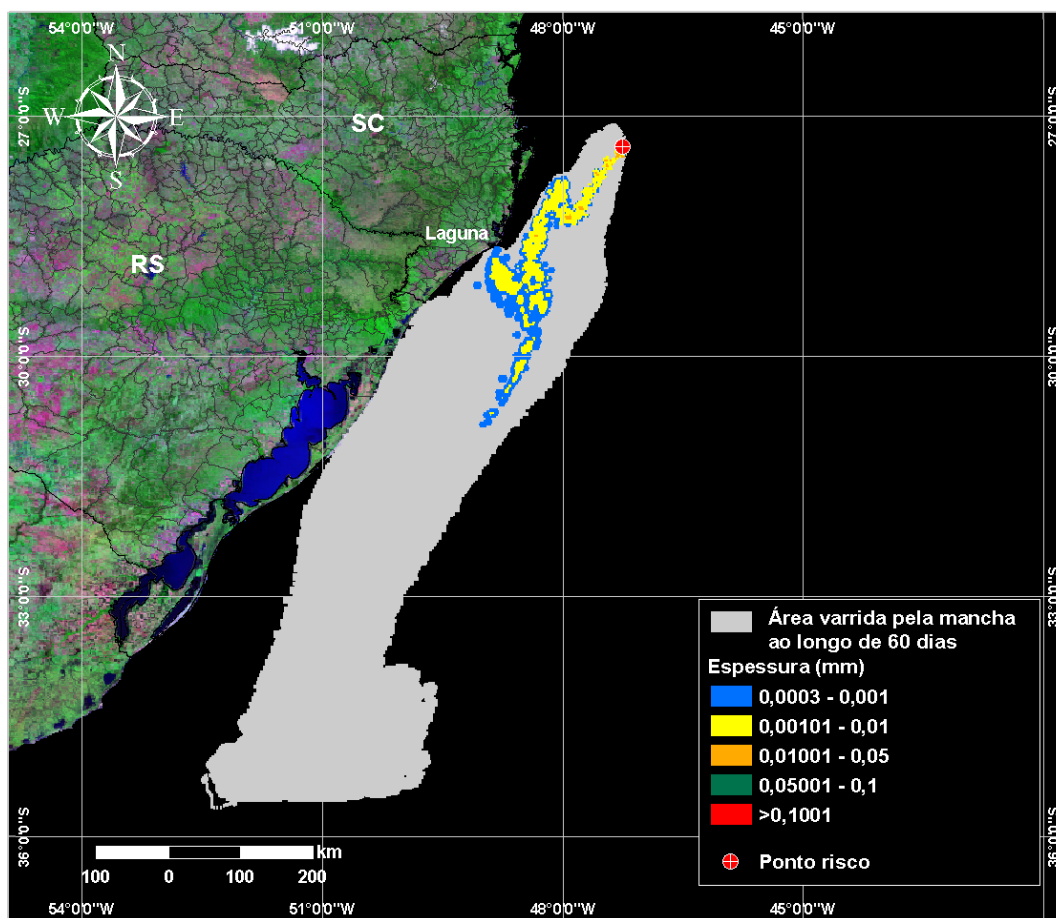 54°0'0"W 51°0'0"W 48°0'0"W 45°0'0"W
N
W E
S
27°0'0"S 27°0'0"S
SC
Laguna
RS
30°0'0"S 30°0'0"S
33°0'0"S 33°0'0"S
Área varrida pela mancha
ao longo de 60 dias
Espessura (mm)
0,0003 - 0,001
0,00101 - 0,01
0,01001 - 0,05
0,05001 - 0,1
>0,1001
Ponto risco
36°0'0"S 36°0'0"S
km
100 0 100 200
54°0'0"W 51°0'0"W 48°0'0"W 45°0'0"W